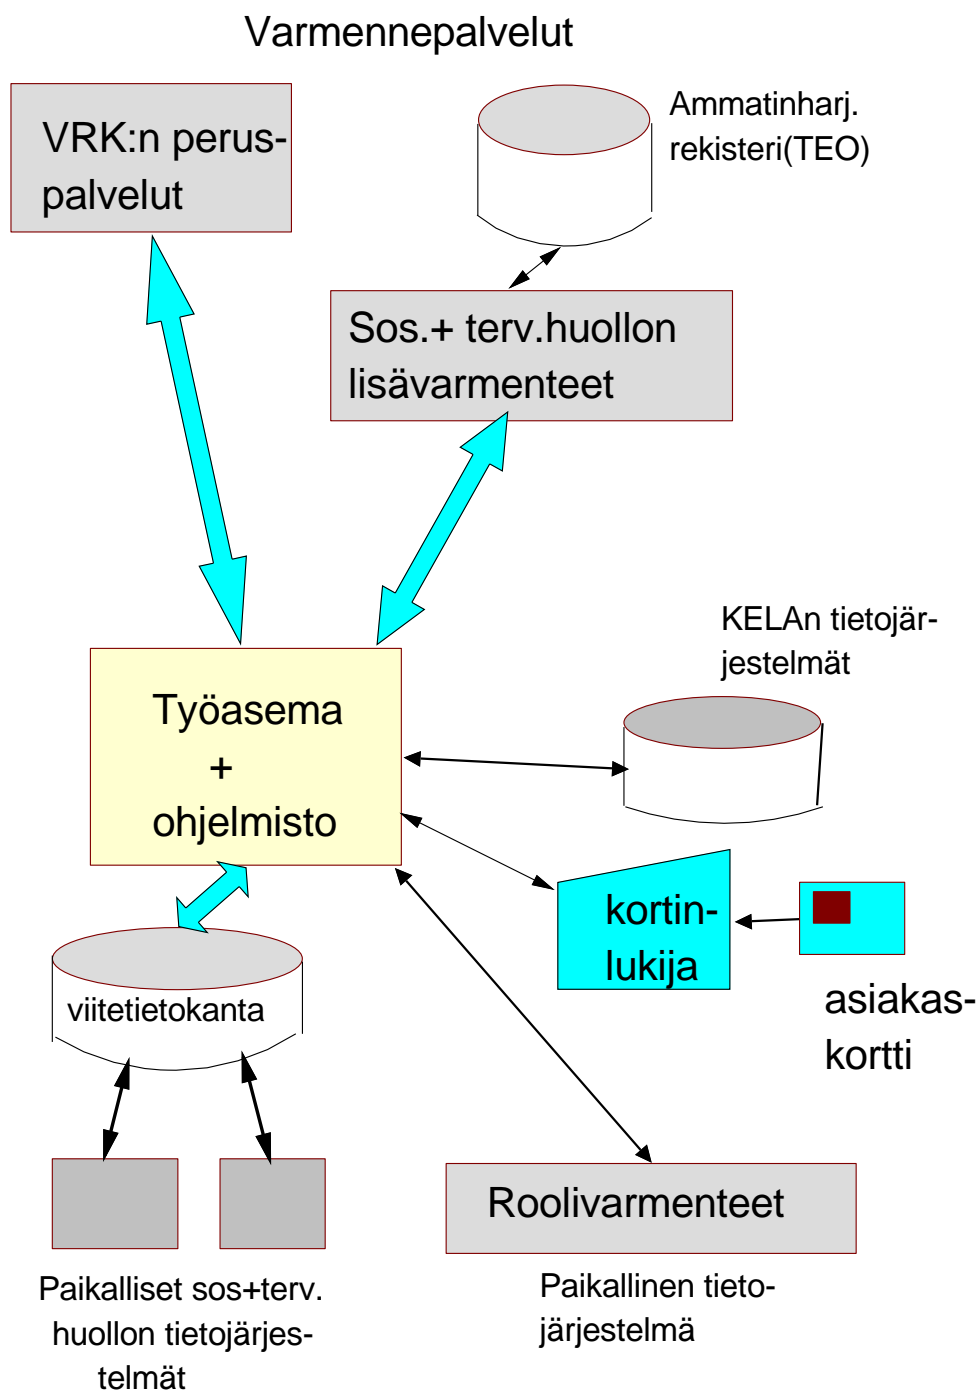 Varmennepalvelut
VRK:n perus-
palvelut
Ammatinharj.
rekisteri(TEO)
Sos.+ terv.huollon
lisävarmenteet
KELAn tietojär-
jestelmät
Työasema
+
ohjelmisto
kortin-
lukija
asiakas-
kortti
viitetietokanta
Roolivarmenteet
Paikalliset sos+terv.
huollon tietojärjes-
telmät
Paikallinen tieto-
järjestelmä